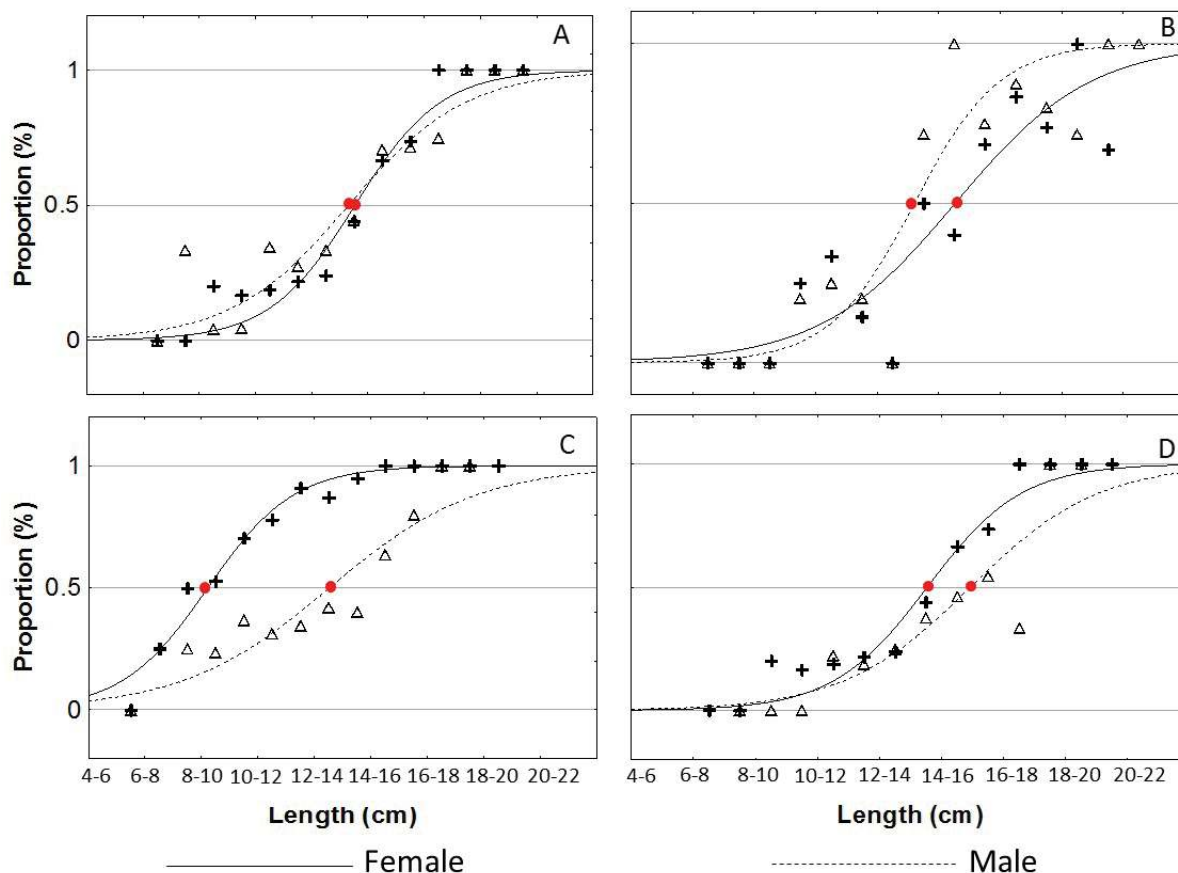 A
B
Proportion (%)
1
0.5
0
C
D
Proportion (%)
1
0.5
0
4-6 6-8 8-10 10-12 12-14 14-16 16-18 18-20 20-22
4-6 6-8 8-10 10-12 12-14 14-16 16-18 18-20 20-22
Length (cm)
Length (cm)
Female
Male